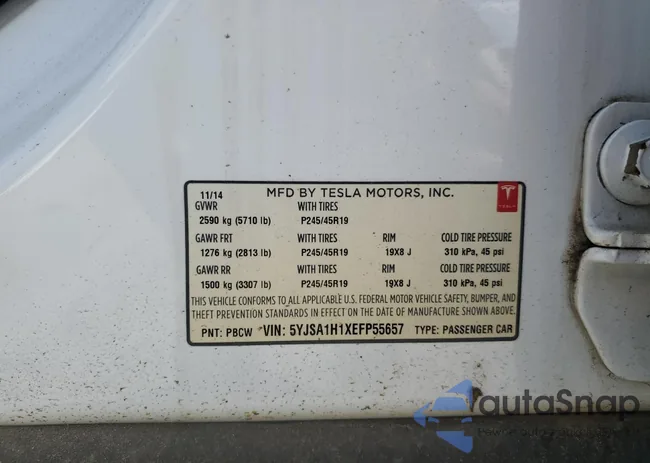 11/14 MFD BY TESLA MOTORS, INC.
TESLA
GVWR WITH TIRES
2590 kg (5710 lb) P245/45R19
GAWR FRT WITH TIRES RIM COLD TIRE PRESSURE
1276 kg (2813 lb) P245/45R19 19X8 J 310 kPa, 45 psi
GAWR RR WITH TIRES RIM COLD TIRE PRESSURE
1500 kg (3307 lb) P245/45R19 19X8 J 310 kPa, 45 psi
THIS VEHICLE CONFORMS TO ALL APPLICABLE U.S. FEDERAL MOTOR VEHICLE SAFETY, BUMPER, AND
THEFT PREVENTION STANDARDS IN EFFECT ON THE DATE OF MANUFACTURE SHOWN ABOVE.
PNT: PBCW VIN: 5YJSA1H1XEFP55657 TYPE: PASSENGER CAR
autoSnap